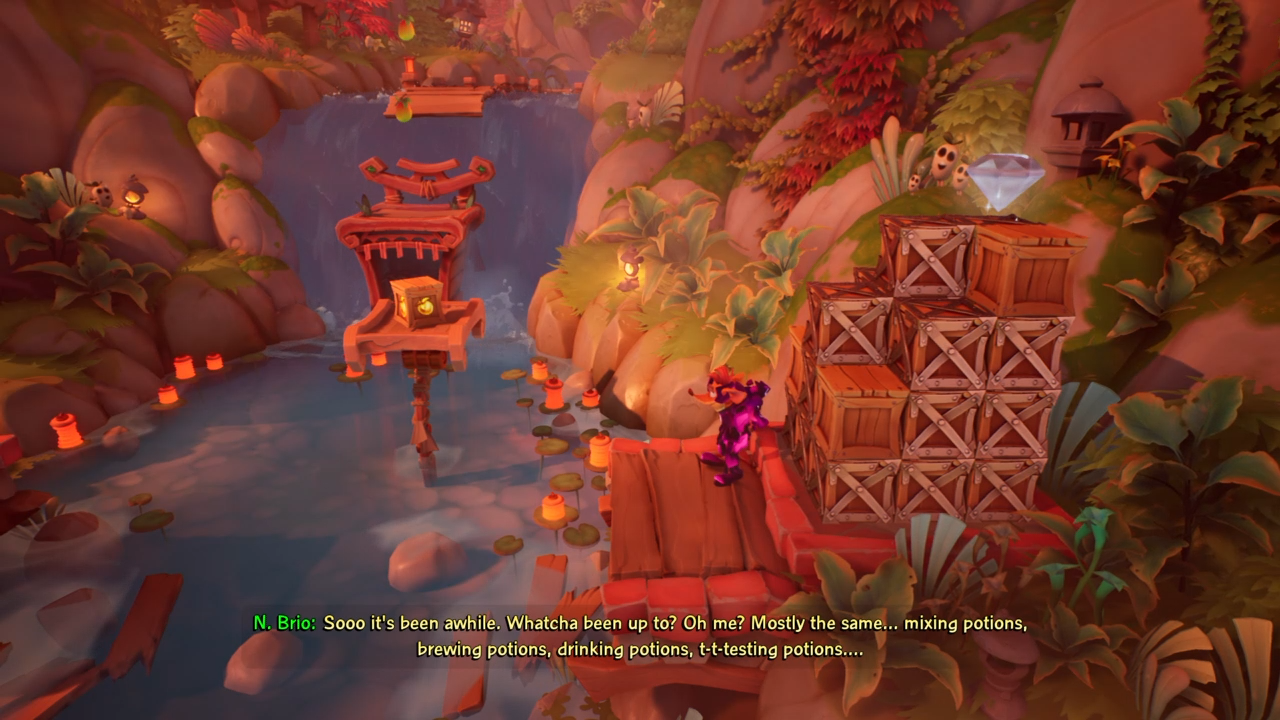 N. Brio: Sooo it's been awhile. Whatcha been up to? Oh me? Mostly the same... mixing potions,
brewing potions, drinking potions, t-t-testing potions....